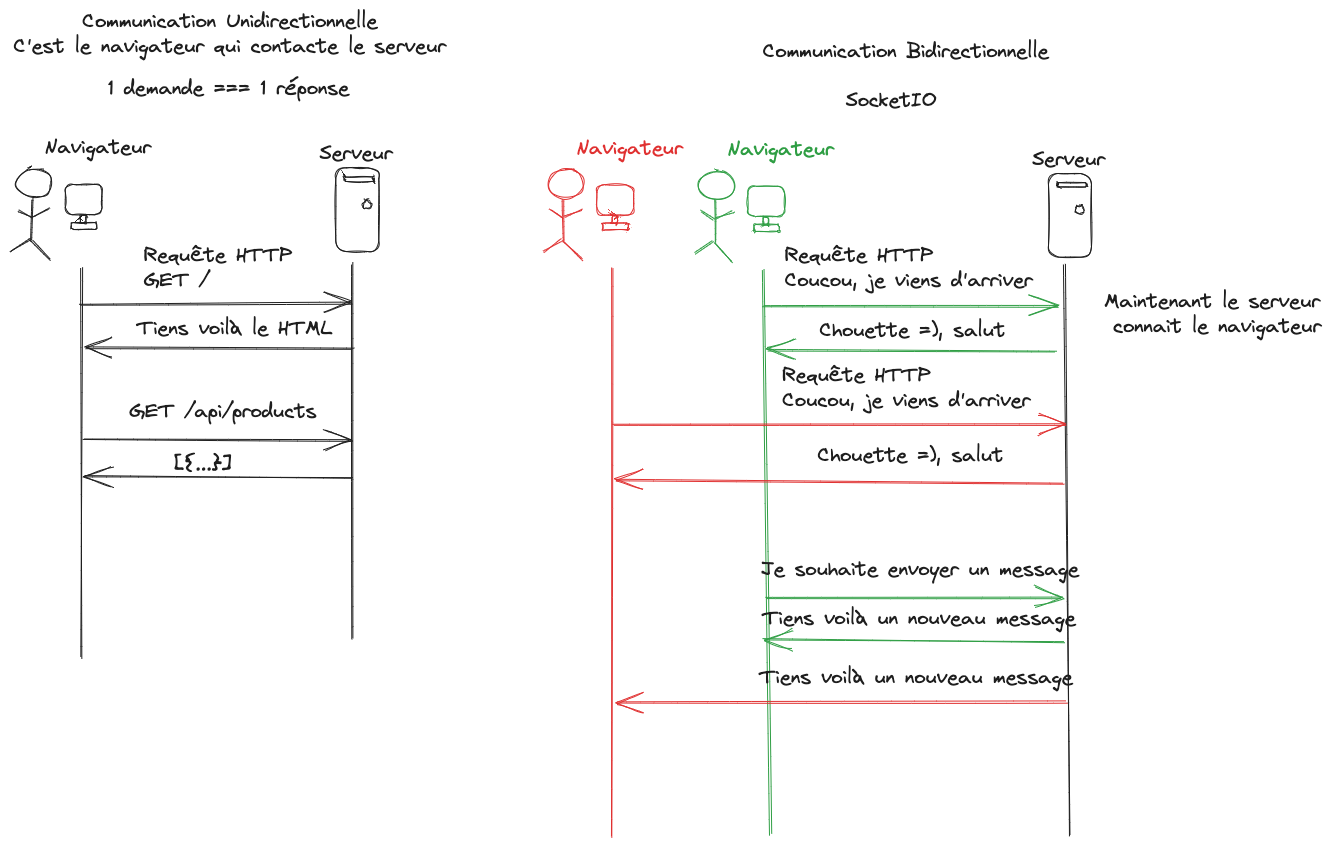 Communication Unidirectionnelle
C'est le navigateur qui contacte le serveur
1 demande === 1 réponse
Navigateur
Serveur
Requête HTTP
GET /
Tiens voilà le HTML
GET /api/products
[{...}]
Communication Bidirectionnelle
SocketIO
Navigateur
Navigateur
Serveur
Requête HTTP
Coucou, je viens d'arriver
Maintenant le serveur
connait le navigateur
Chouette =), salut
Requête HTTP
Coucou, je viens d'arriver
Chouette =), salut
Je souhaite envoyer un message
Tiens voilà un nouveau message
Tiens voilà un nouveau message